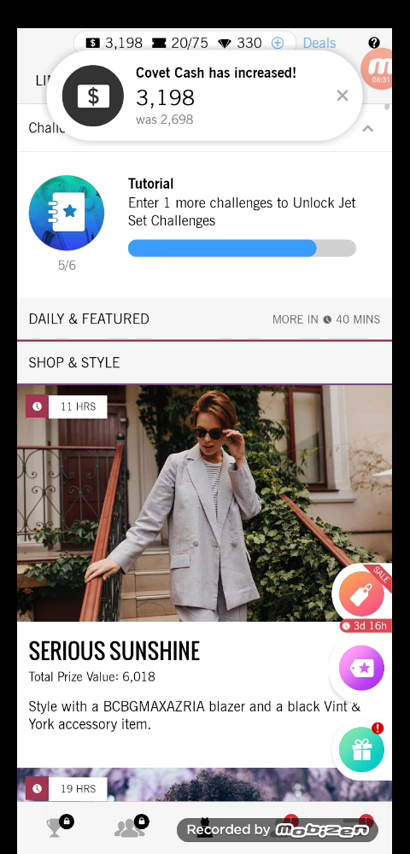 3,198 20/75 330 Deals ?
Covet Cash has increased!
3,198
was 2,698
06:31
Tutorial
Enter 1 more challenges to Unlock Jet
Set Challenges
5/6
DAILY & FEATURED MORE IN 40 MINS
SHOP & STYLE
11 HRS
SALE
3d 16h
SERIOUS SUNSHINE
Total Prize Value: 6,018
Style with a BCBGMAXAZRIA blazer and a black Vint &
York accessory item.
19 HRS
Recorded by mobizen